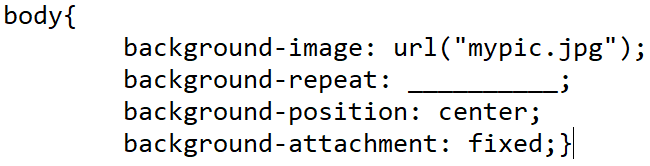 body{
background-image: url("mypic.jpg");
background-repeat: __________;
background-position: center;
background-attachment: fixed;}